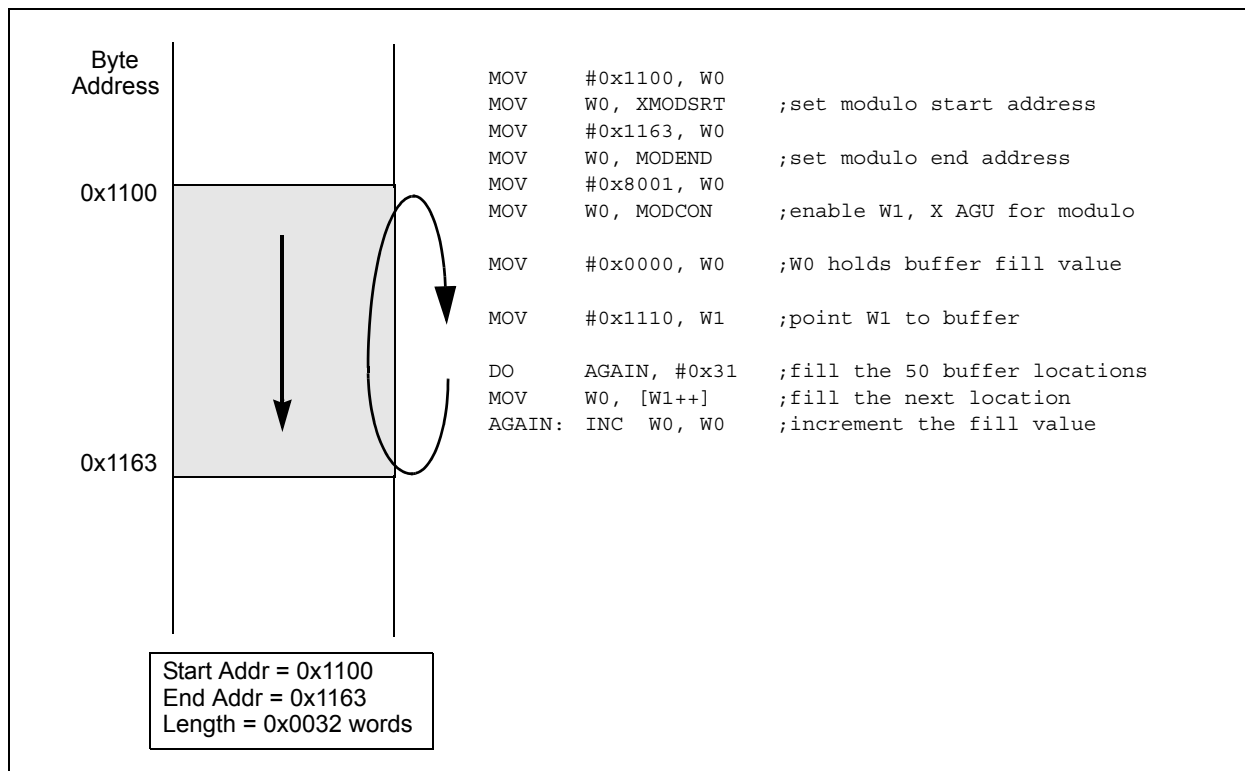 Byte
Address
0x1100
0x1163
MOV #0x1100, W0
MOV W0, XMODSRT ;set modulo start address
MOV #0x1163, W0
MOV W0, MODEND ;set modulo end address
MOV #0x8001, W0
MOV W0, MODCON ;enable W1, X AGU for modulo
MOV #0x0000, W0 ;W0 holds buffer fill value
MOV #0x1110, W1 ;point W1 to buffer
DO AGAIN, #0x31 ;fill the 50 buffer locations
MOV W0, [W1++] ;fill the next location
AGAIN: INC W0, W0 ;increment the fill value
Start Addr = 0x1100
End Addr = 0x1163
Length = 0x0032 words